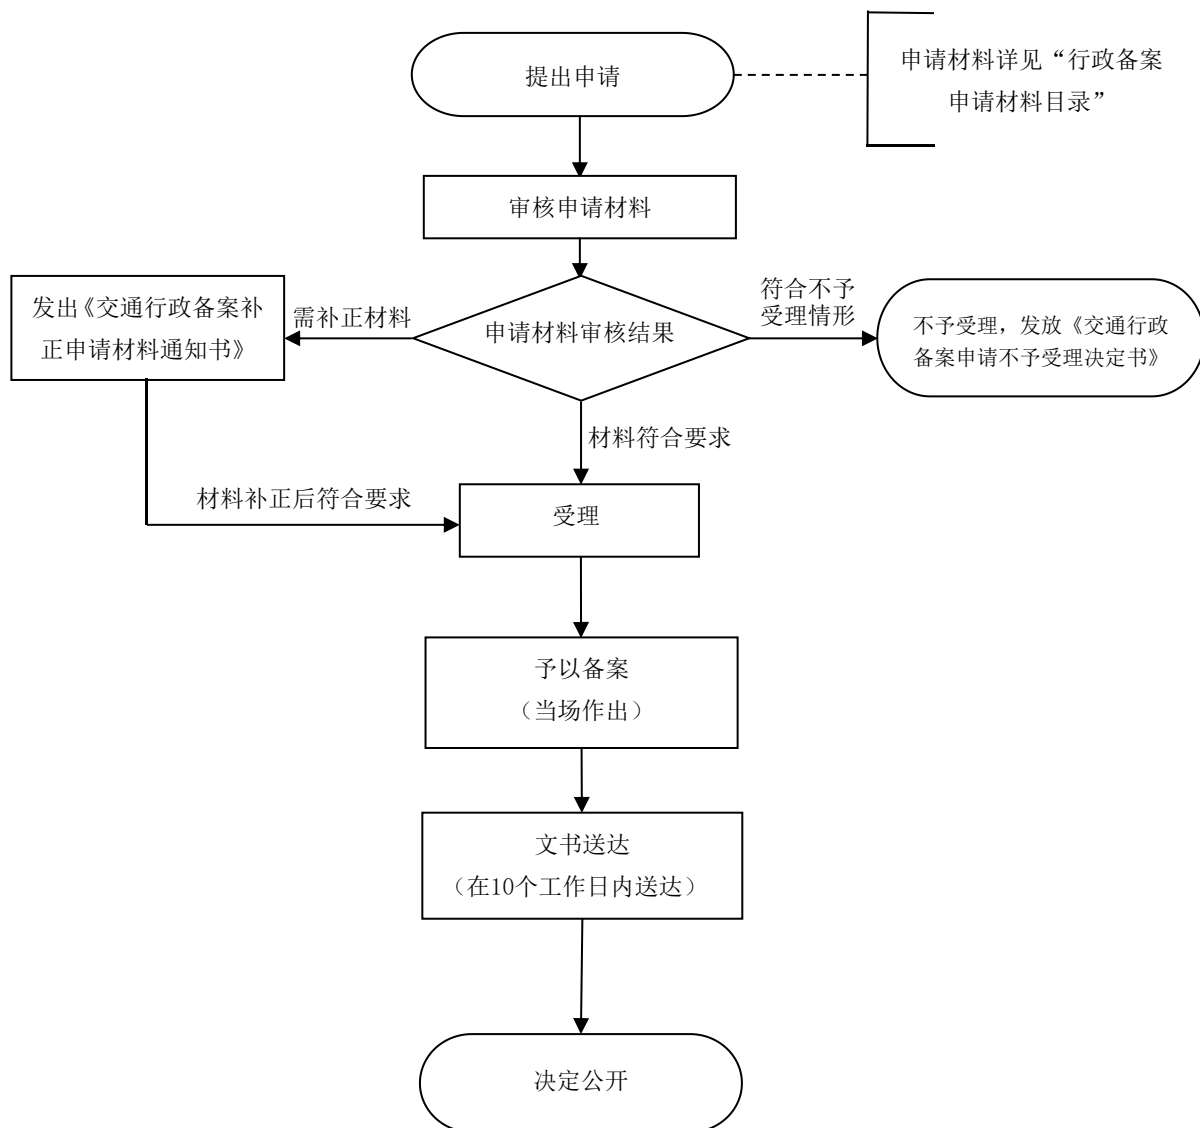 提出申请
申请材料详见“行政备案
申请材料目录”
审核申请材料
发出《交通行政备案补
正申请材料通知书》
需补正材料
申请材料审核结果
符合不予
受理情形
不予受理，发放《交通行政
备案申请不予受理决定书》
材料符合要求
材料补正后符合要求
受理
予以备案
（当场作出）
文书送达
（在10个工作日内送达）
决定公开